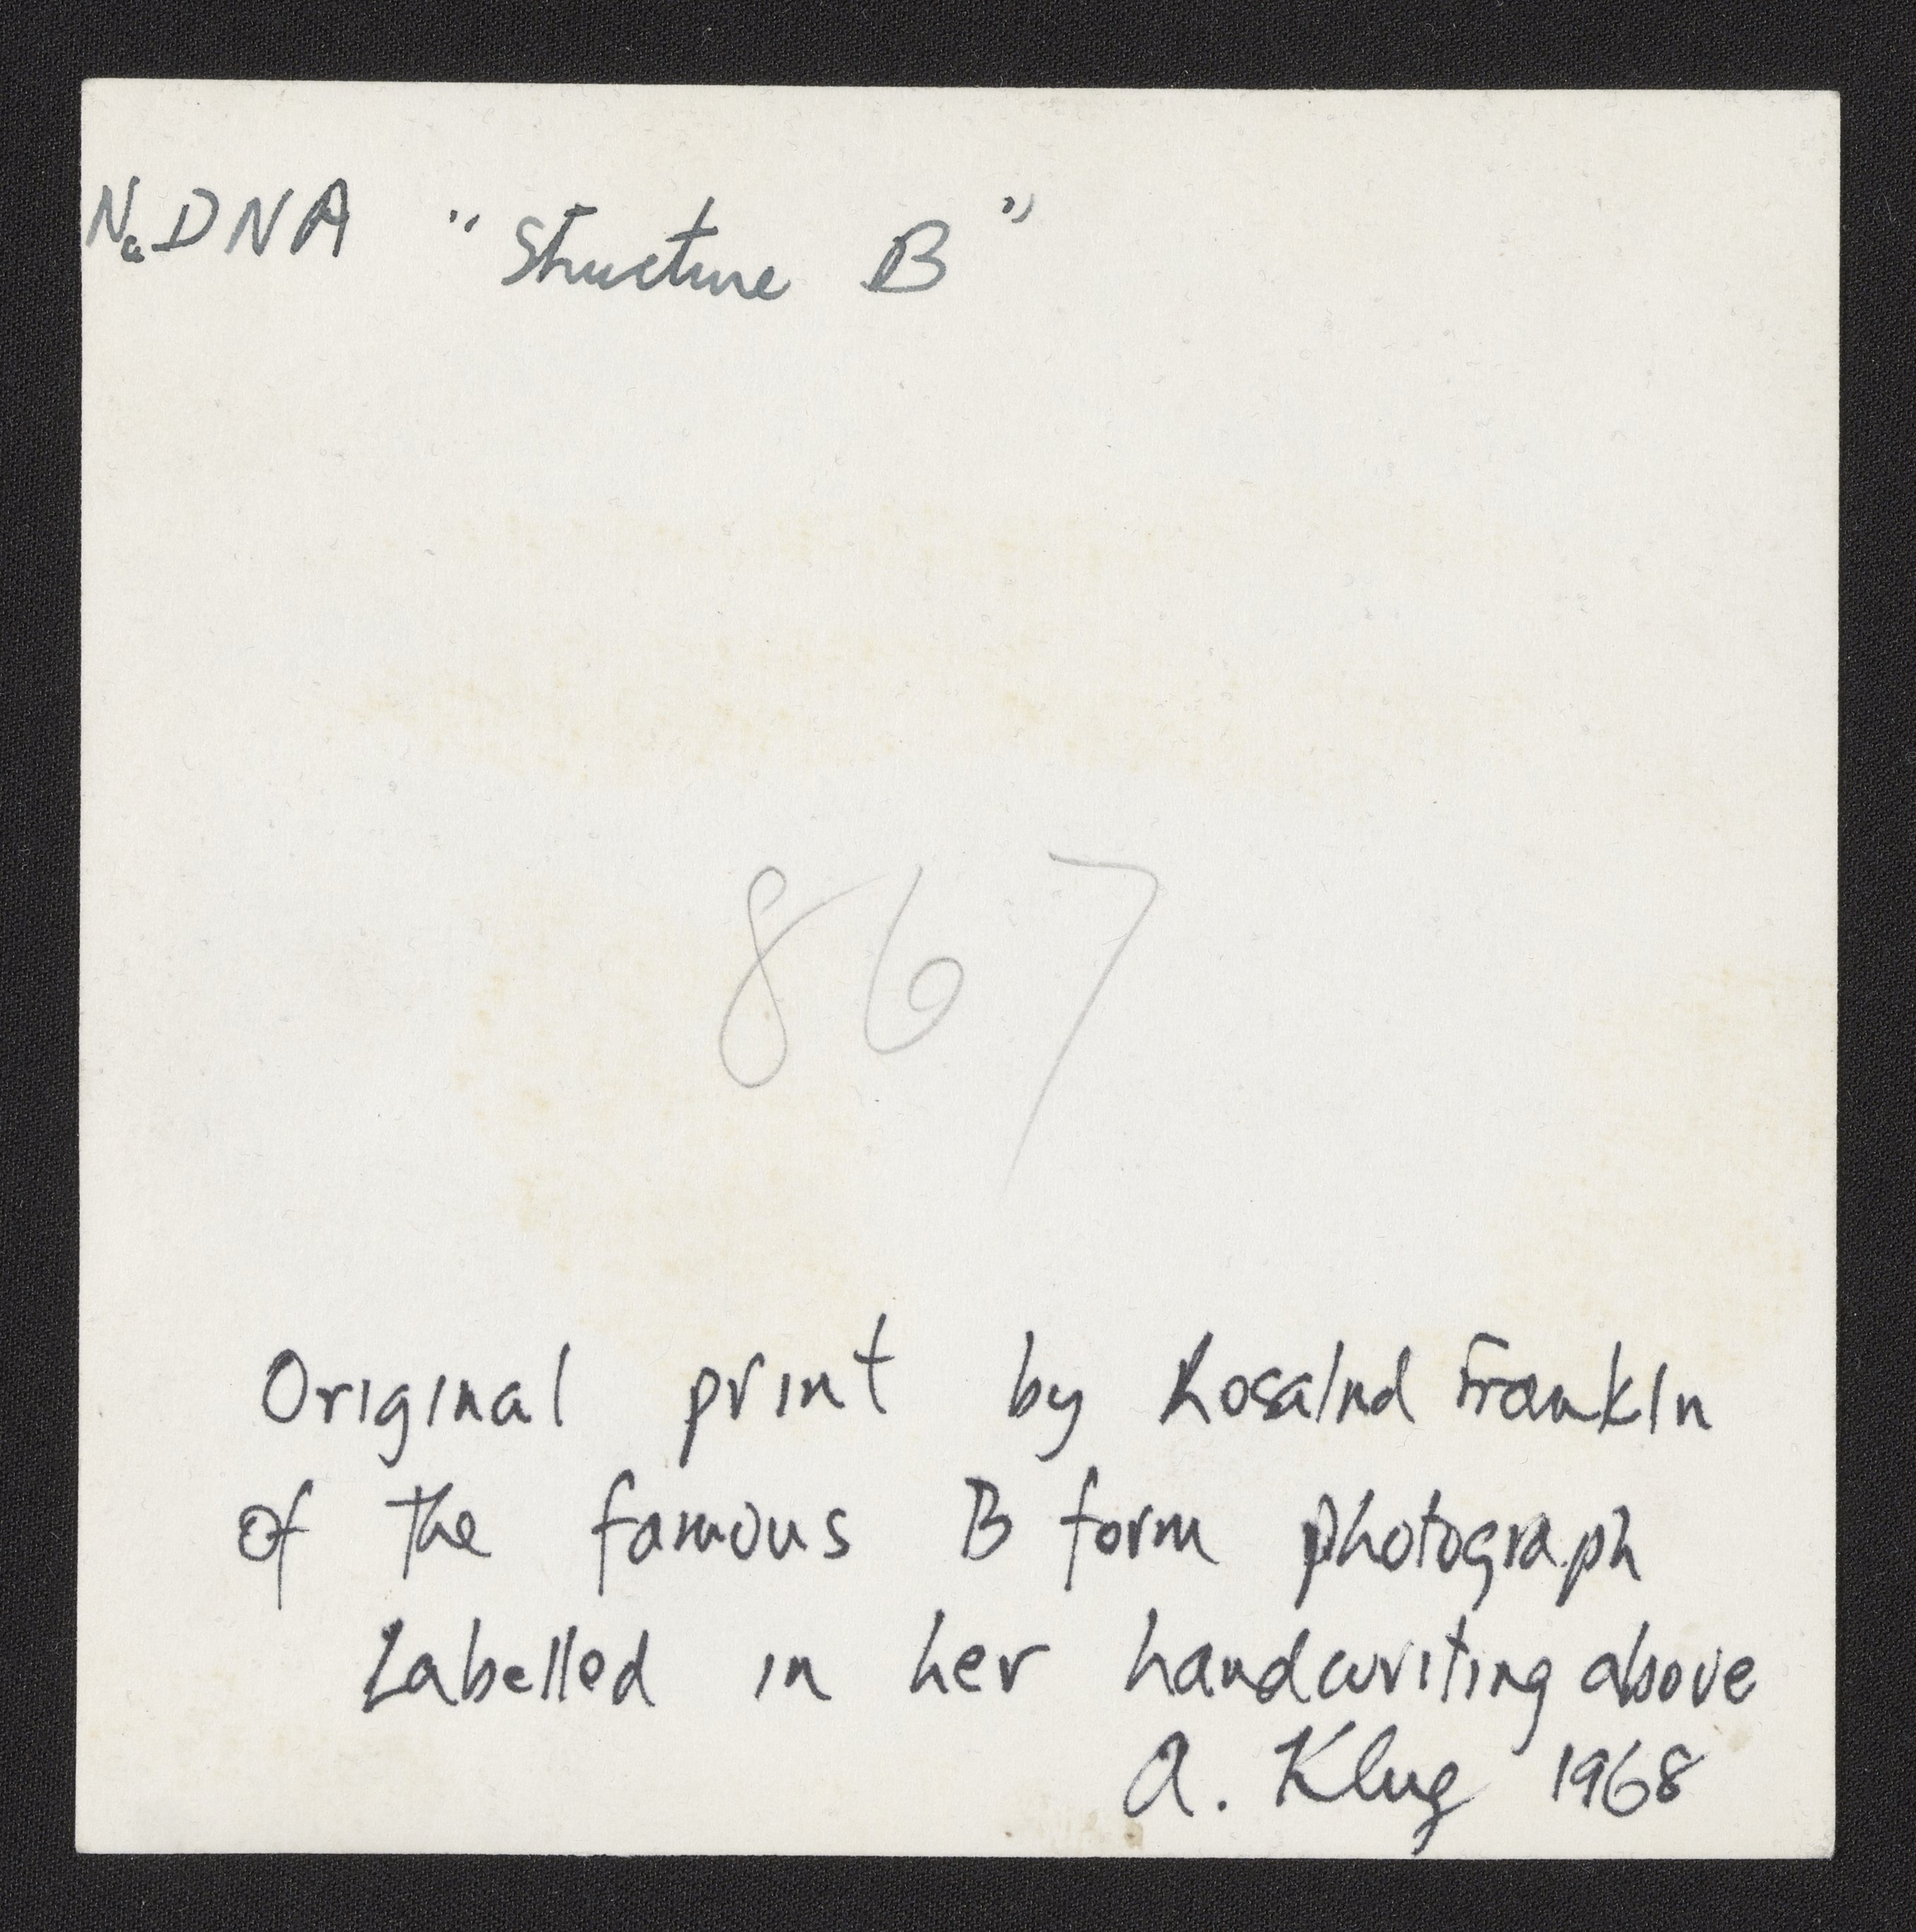 NaDNA "Structure B"
867
Original print by Rosalind Franklin
of the famous B form photograph
Labelled in her handwriting above
A. Klug 1968